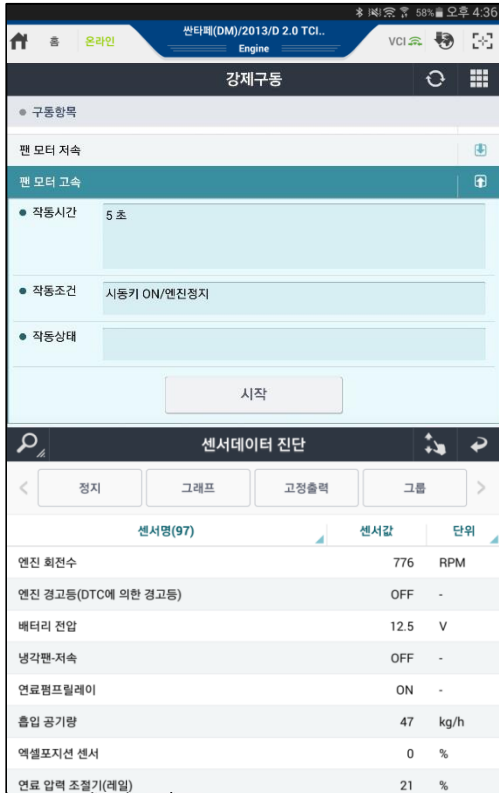 58% 오후 4:36
홈 온라인 싼타페(DM)/2013/D 2.0 TCI.. VCI
Engine
강제구동
구동항목
팬 모터 저속
팬 모터 고속
작동시간 5 초
작동조건 시동키 ON/엔진정지
작동상태
시작
센서데이터 진단
정지 그래프 고정출력 그룹
센서명(97) 센서값 단위
엔진 회전수 776 RPM
엔진 경고등(DTC에 의한 경고등) OFF -
배터리 전압 12.5 V
냉각팬-저속 OFF -
연료펌프릴레이 ON -
흡입 공기량 47 kg/h
엑셀포지션 센서 0 %
연료 압력 조절기(레일) 21 %